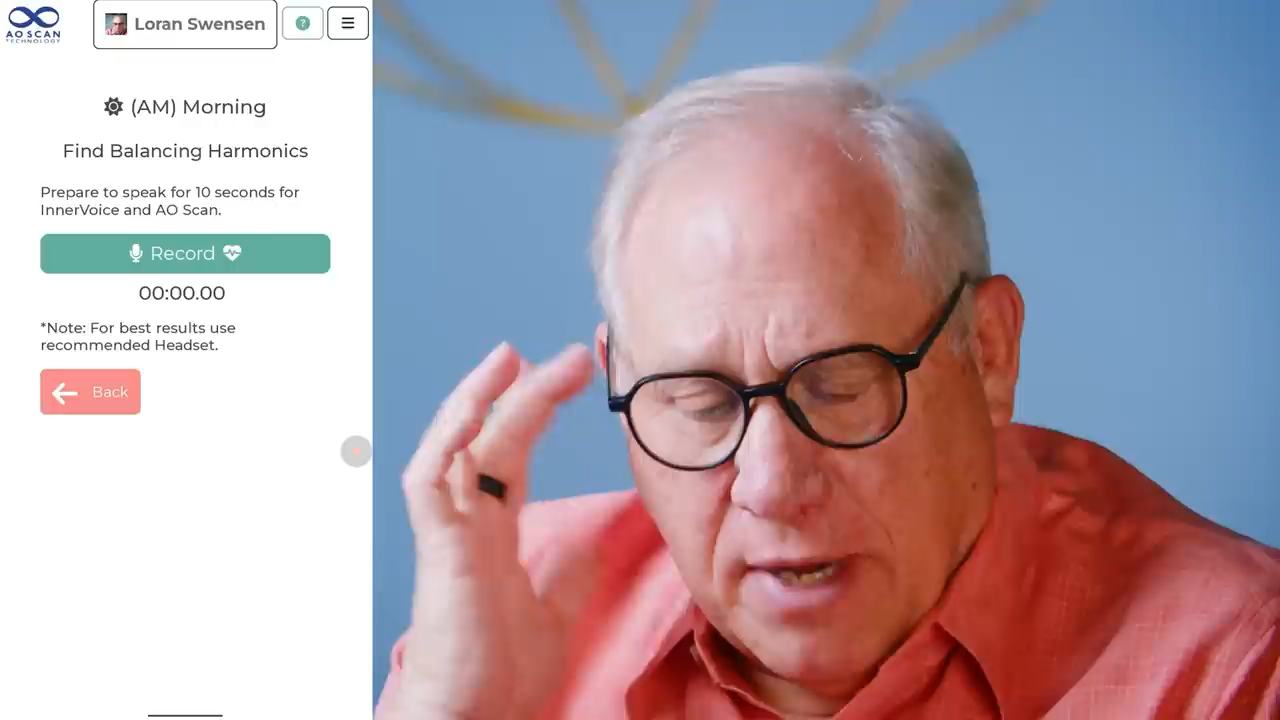 AO SCAN
TECHNOLOGY
Loran Swensen
?
(AM) Morning
Find Balancing Harmonics
Prepare to speak for 10 seconds for
InnerVoice and AO Scan.
Record
00:00.00
*Note: For best results use
recommended Headset.
Back